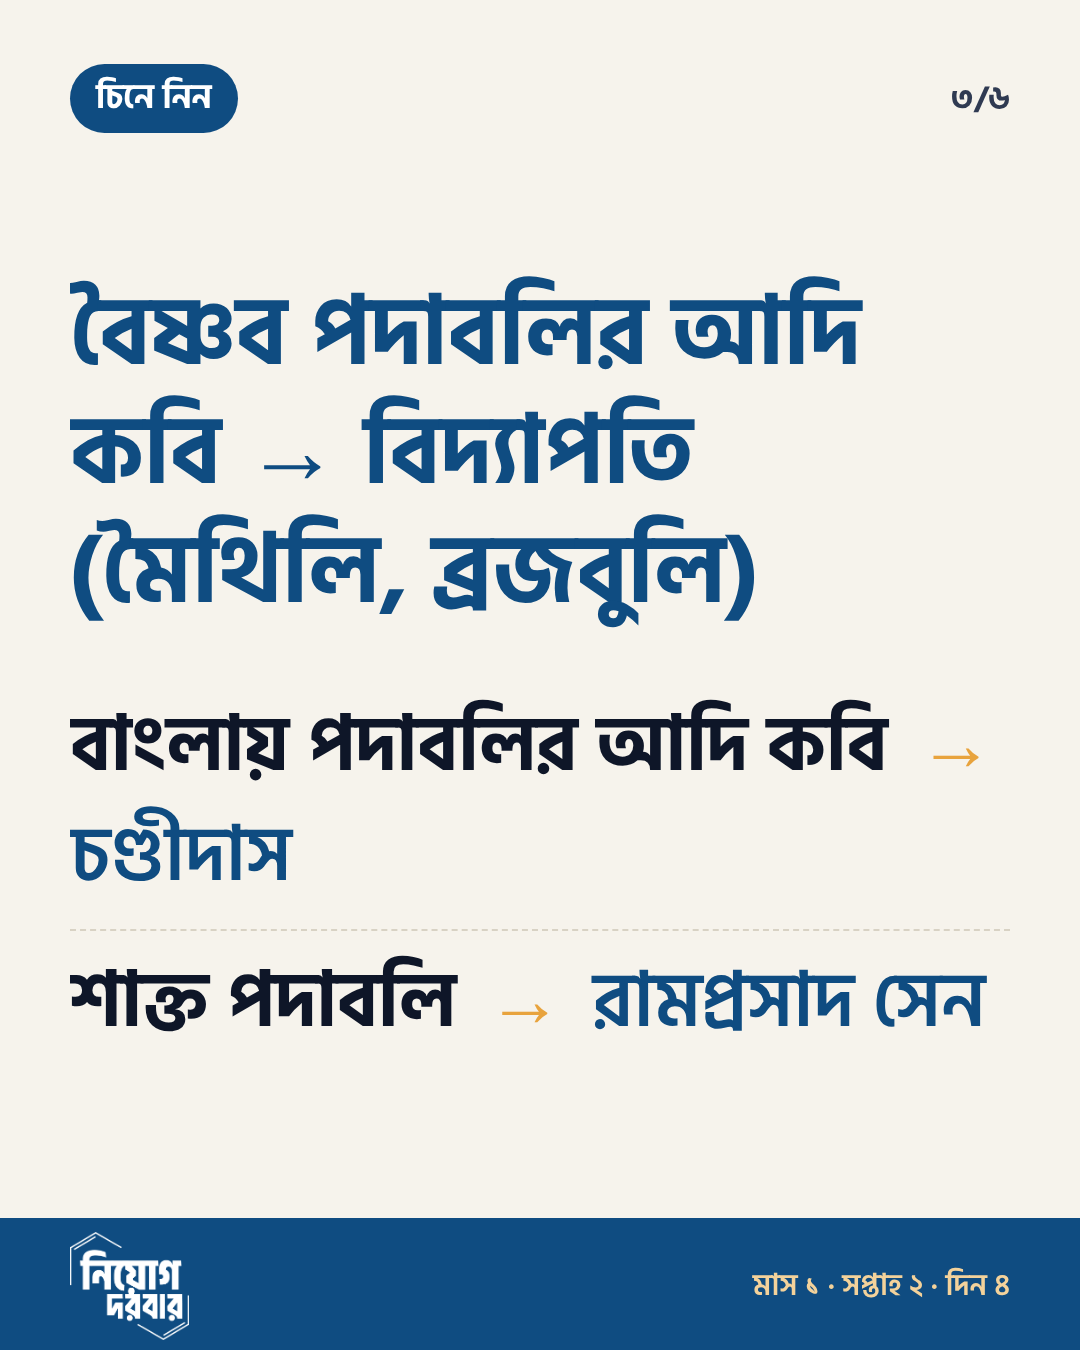 চিনে নিন
৩/৬
বৈষ্ণব পদাবলির আদি
কবি → বিদ্যাপতি
(মৈথিলি, ব্রজবুলি)
বাংলায় পদাবলির আদি কবি →
চণ্ডীদাস
শাক্ত পদাবলি → রামপ্রসাদ সেন
নিয়োগ
দরবার
মাস ১ · সপ্তাহ ২ · দিন ৪